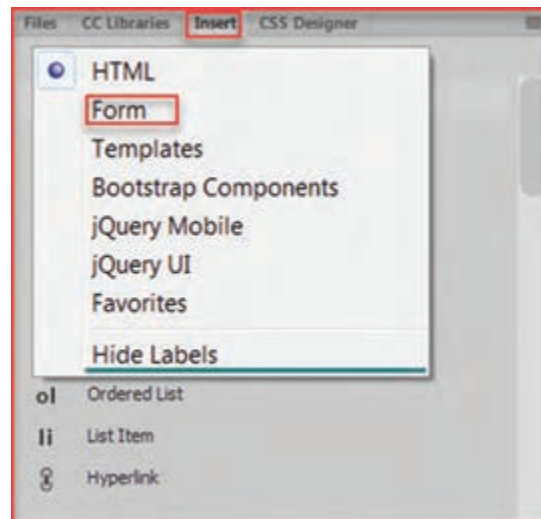 Files CC Libraries Insert CSS Designer
HTML
Form
Templates
Bootstrap Components
jQuery Mobile
jQuery UI
Favorites
Hide Labels
ol Ordered List
li List Item
Hyperlink